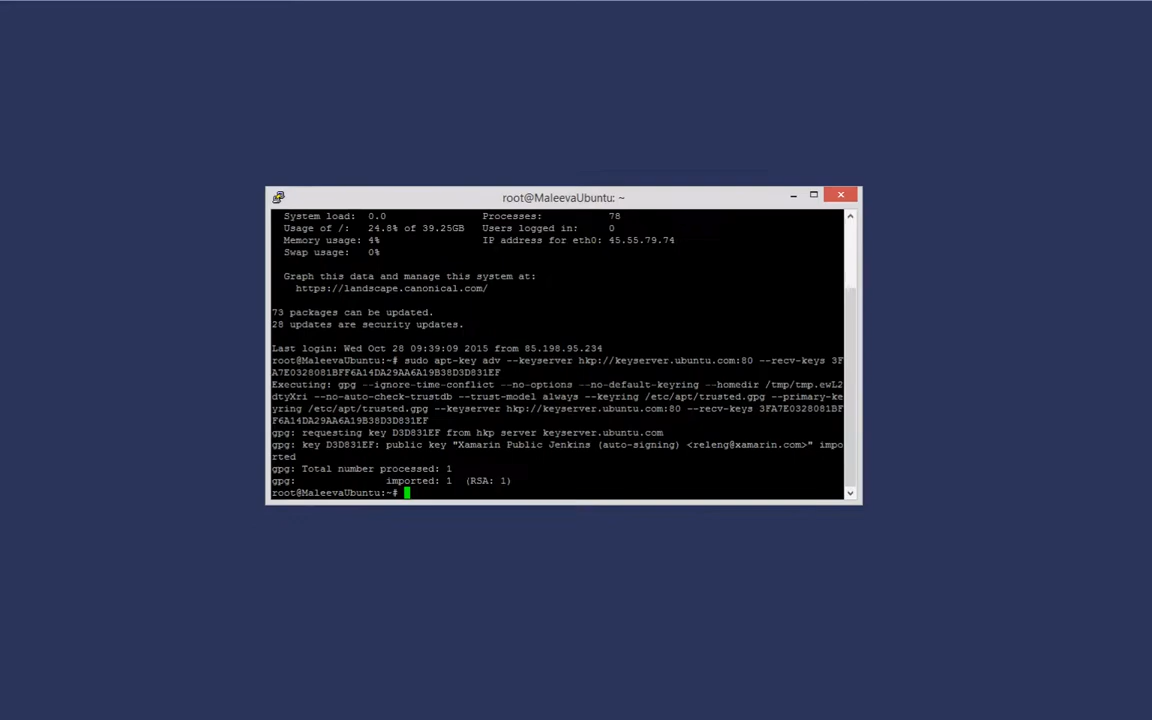 root@MaleevaUbuntu: ~
System load: 0.0 Processes: 78
Usage of /: 24.8% of 39.25GB Users logged in: 0
Memory usage: 4% IP address for eth0: 45.55.79.74
Swap usage: 0%
Graph this data and manage this system at:
https://landscape.canonical.com/
73 packages can be updated.
28 updates are security updates.
Last login: Wed Oct 28 09:39:09 2015 from 85.198.95.234
root@MaleevaUbuntu:~# sudo apt-key adv --keyserver hkp://keyserver.ubuntu.com:80 --recv-keys 3F
A7E0328081BFF6A14DA29AA6A19B38D3D831EF
Executing: gpg --ignore-time-conflict --no-options --no-default-keyring --homedir /tmp/tmp.ewL2
dtyXri --no-auto-check-trustdb --trust-model always --keyring /etc/apt/trusted.gpg --primary-ke
yring /etc/apt/trusted.gpg --keyserver hkp://keyserver.ubuntu.com:80 --recv-keys 3FA7E0328081BF
F6A14DA29AA6A19B38D3D831EF
gpg: requesting key D3D831EF from hkp server keyserver.ubuntu.com
gpg: key D3D831EF: public key "Xamarin Public Jenkins (auto-signing) <releng@xamarin.com>" impo
rted
gpg: Total number processed: 1
gpg: imported: 1 (RSA: 1)
root@MaleevaUbuntu:~#